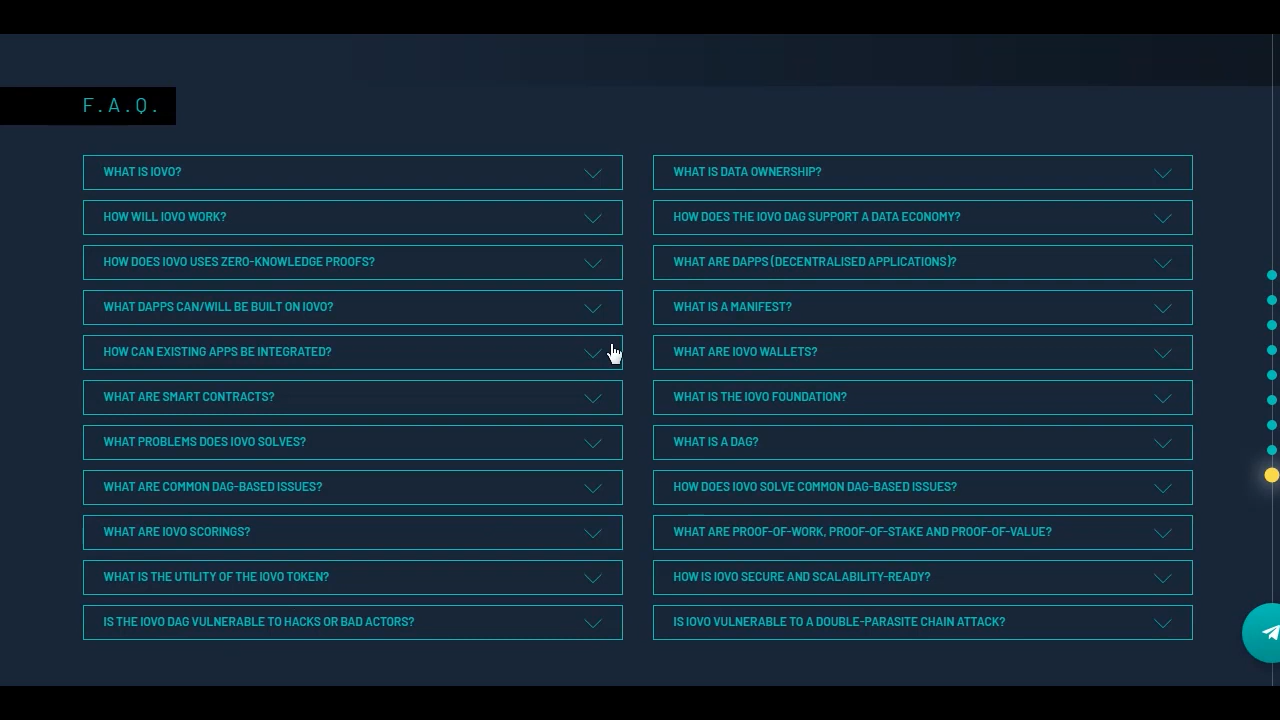 F.A.Q.
WHAT IS IOVO?
HOW WILL IOVO WORK?
HOW DOES IOVO USES ZERO-KNOWLEDGE PROOFS?
WHAT DAPPS CAN/WILL BE BUILT ON IOVO?
HOW CAN EXISTING APPS BE INTEGRATED?
WHAT ARE SMART CONTRACTS?
WHAT PROBLEMS DOES IOVO SOLVES?
WHAT ARE COMMON DAG-BASED ISSUES?
WHAT ARE IOVO SCORINGS?
WHAT IS THE UTILITY OF THE IOVO TOKEN?
IS THE IOVO DAG VULNERABLE TO HACKS OR BAD ACTORS?
WHAT IS DATA OWNERSHIP?
HOW DOES THE IOVO DAG SUPPORT A DATA ECONOMY?
WHAT ARE DAPPS (DECENTRALISED APPLICATIONS)?
WHAT IS A MANIFEST?
WHAT ARE IOVO WALLETS?
WHAT IS THE IOVO FOUNDATION?
WHAT IS A DAG?
HOW DOES IOVO SOLVE COMMON DAG-BASED ISSUES?
WHAT ARE PROOF-OF-WORK, PROOF-OF-STAKE AND PROOF-OF-VALUE?
HOW IS IOVO SECURE AND SCALABILITY-READY?
IS IOVO VULNERABLE TO A DOUBLE-PARASITE CHAIN ATTACK?